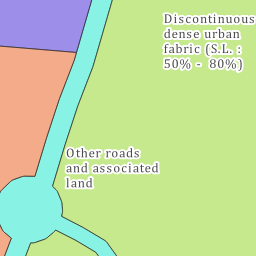 Discontinuous
dense urban
fabric (S.L. :
50% - 80%)
Other roads
and associated
land